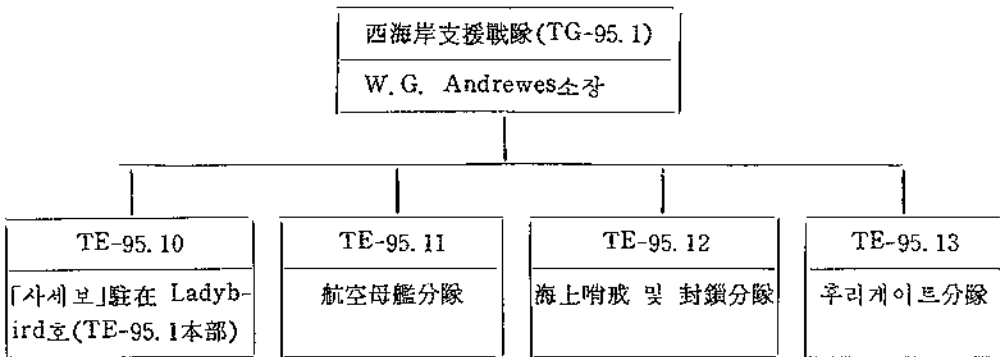 西海岸支援戰隊(TG-95.1)
W.G. Andrewes소장
TE-95.10
「사세보」駐在 Ladyb-
ird호(TE-95.1本部)
TE-95.11
航空母艦分隊
TE-95.12
海上哨戒 및 封鎖分隊
TE-95.13
후리게이트分隊